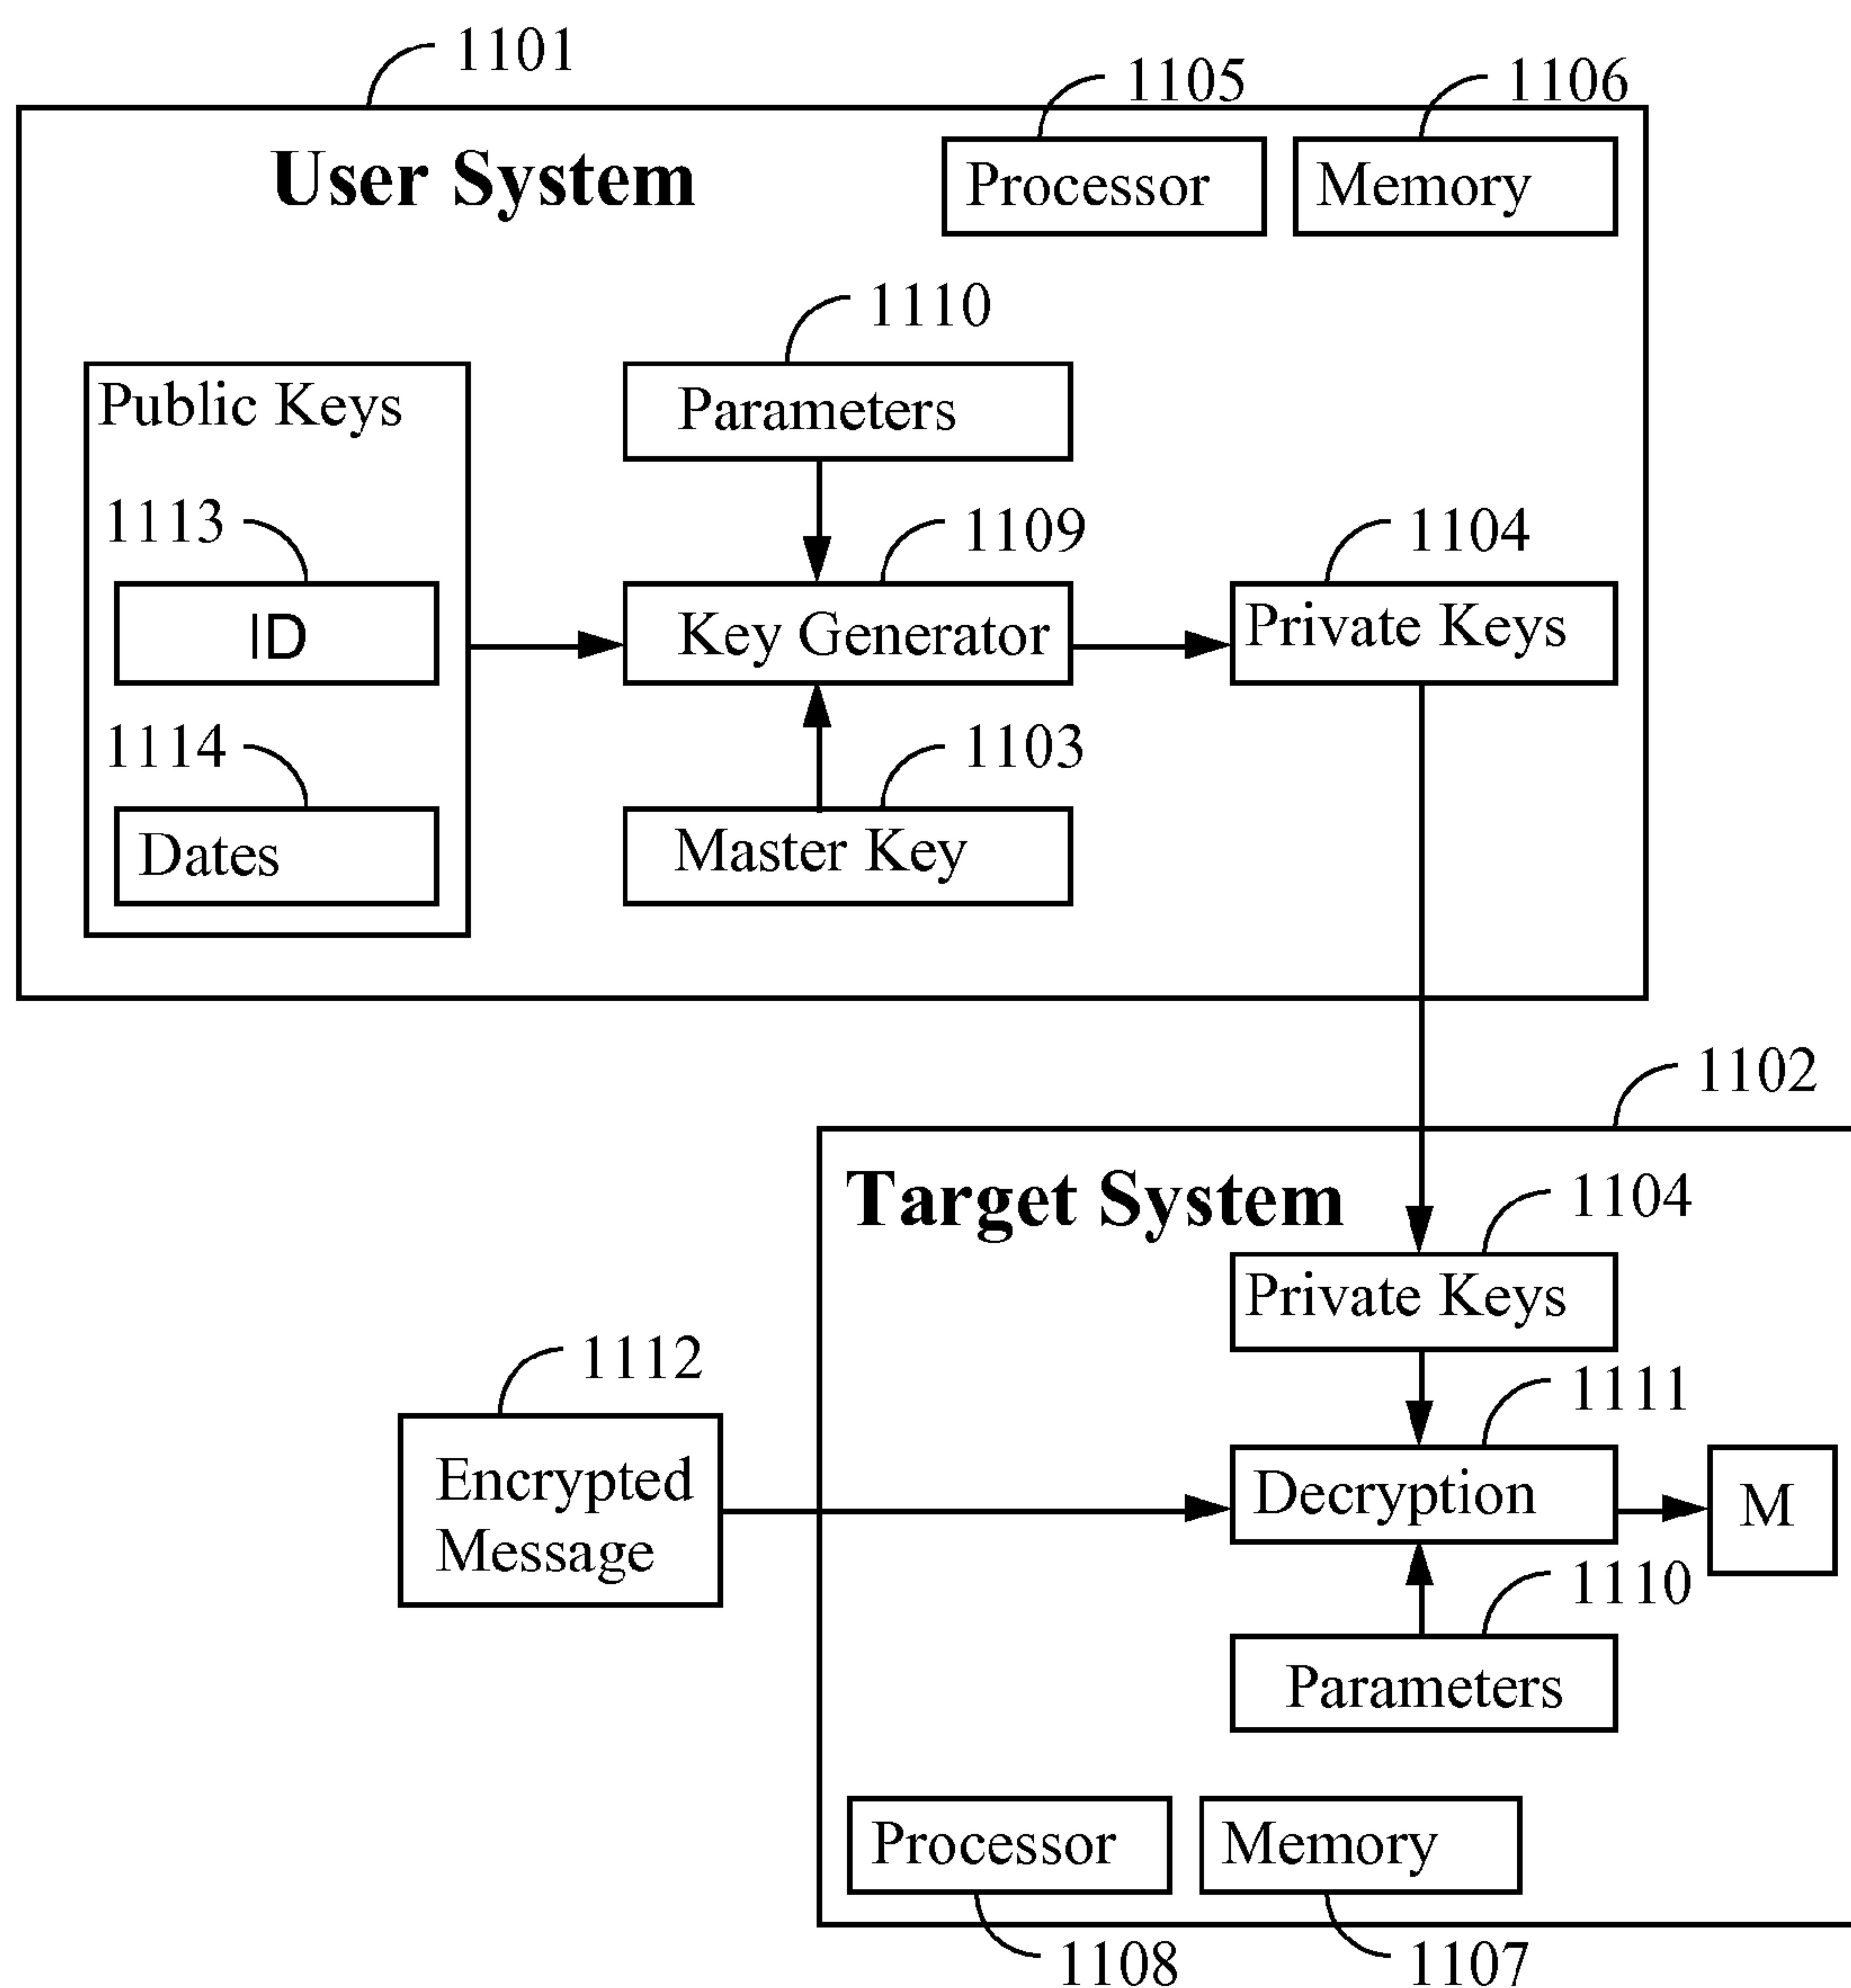 1101
1105
1106
User System
Processor
Memory
1110
Public Keys
Parameters
1113
1109
1104
ID
Key Generator
Private Keys
1114
1103
Dates
Master Key
1102
Target System
1104
Private Keys
1112
1111
Encrypted
Message
Decryption
M
1110
Parameters
Processor
Memory
1108
1107